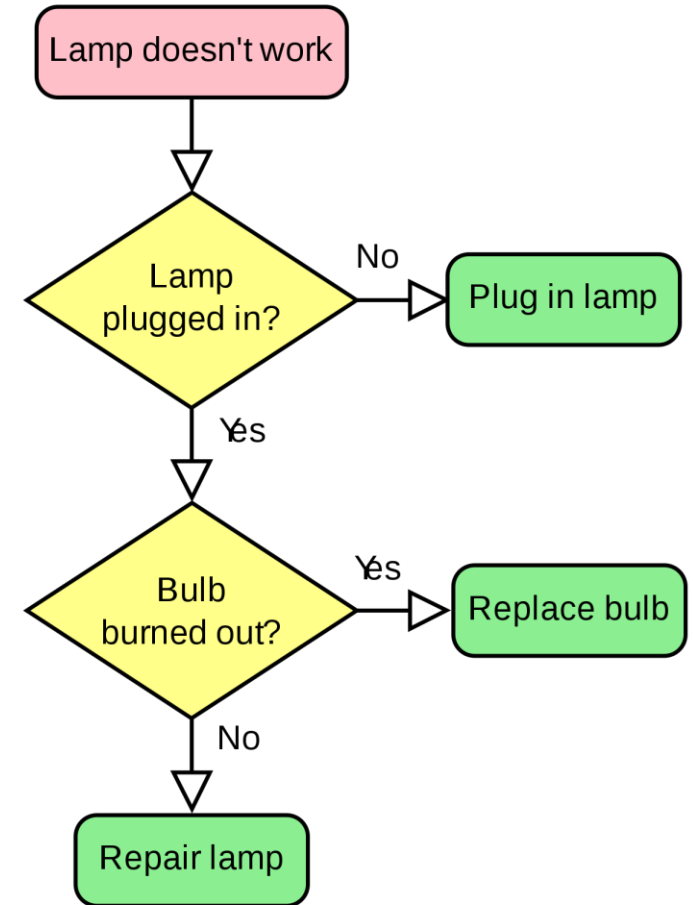 Lamp doesn't work
Lamp
plugged in?
No
Plug in lamp
Yes
Bulb
burned out?
Yes
Replace bulb
No
Repair lamp